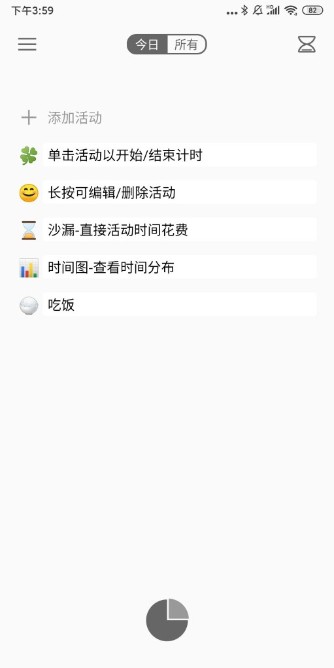 下午3:59
82
今日 所有
添加活动
单击活动以开始/结束计时
长按可编辑/删除活动
沙漏-直接活动时间花费
时间图-查看时间分布
吃饭